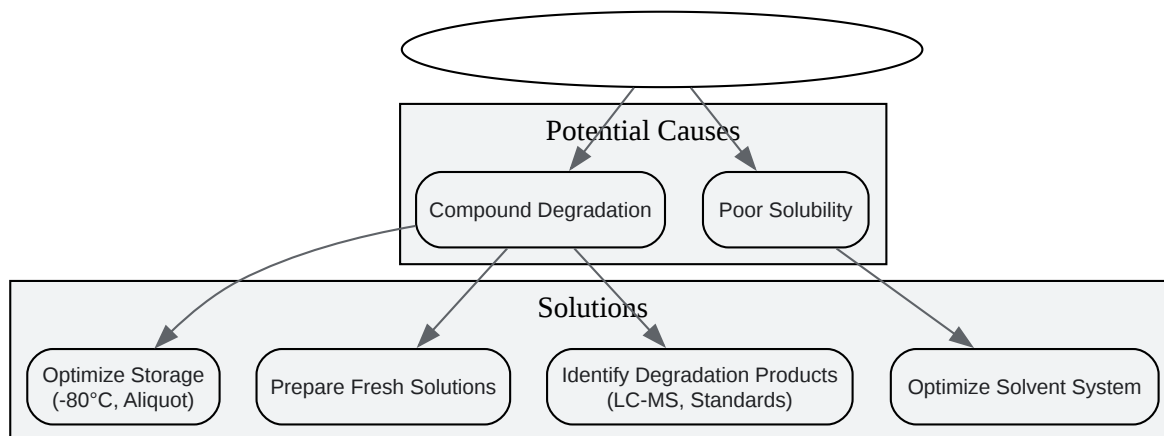 Potential Causes
Compound Degradation
Poor Solubility
Solutions
Optimize Storage
(-80°C, Aliquot)
Prepare Fresh Solutions
Identify Degradation Products
(LC-MS, Standards)
Optimize Solvent System